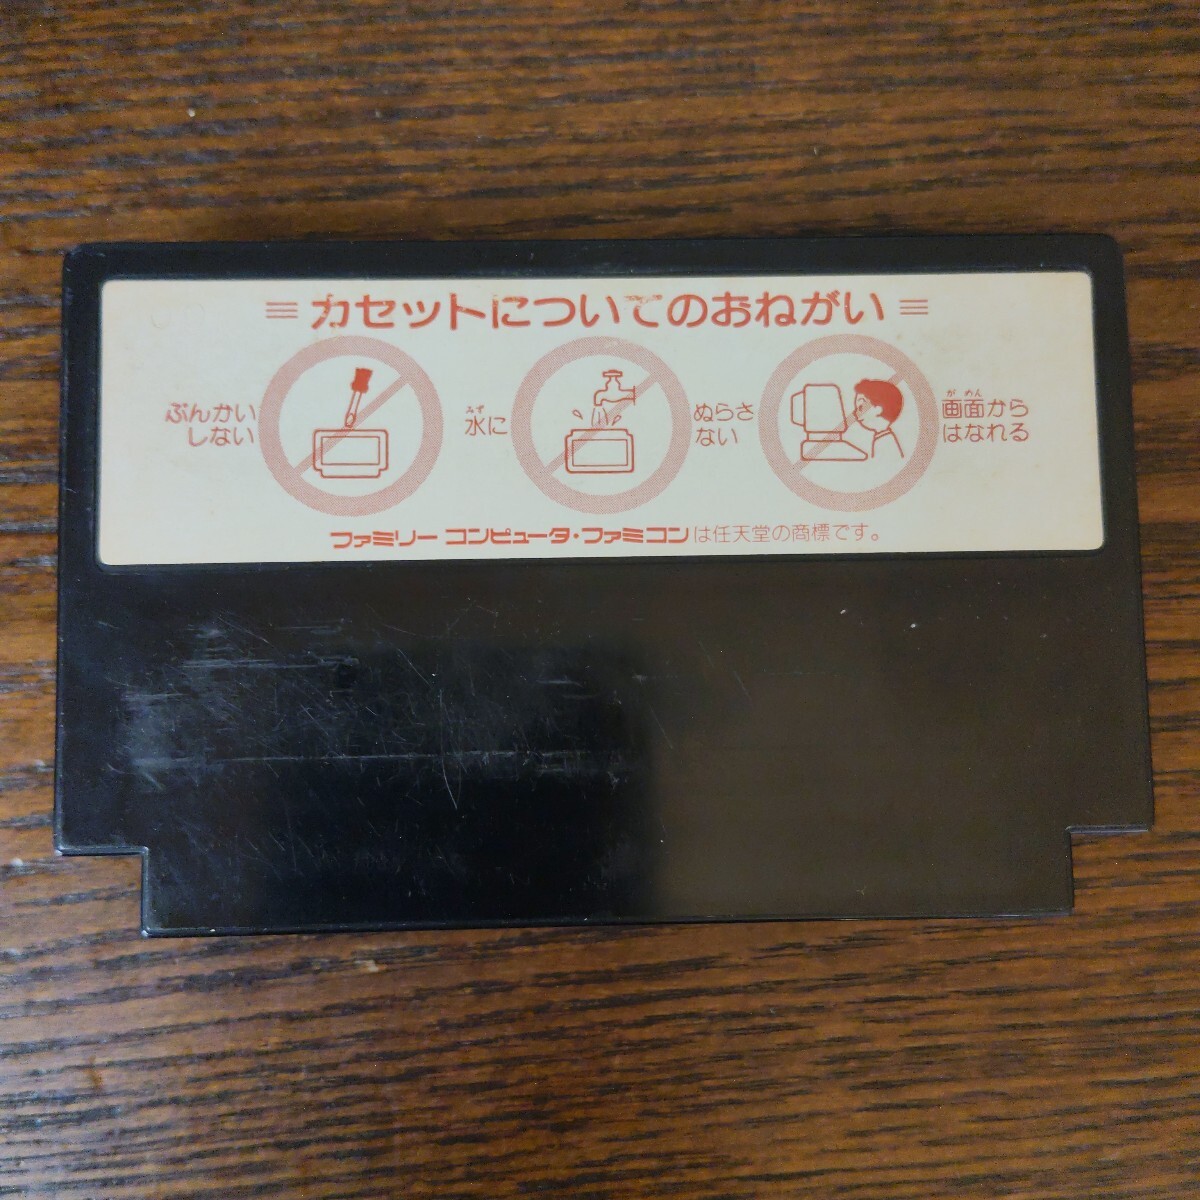 カセットについてのおねがい
ぶんかい
しない
みず
水に
ぬらさ
ない
がめん
画面から
はなれる
ファミリー コンピュータ・ファミコンは任天堂の商標です。